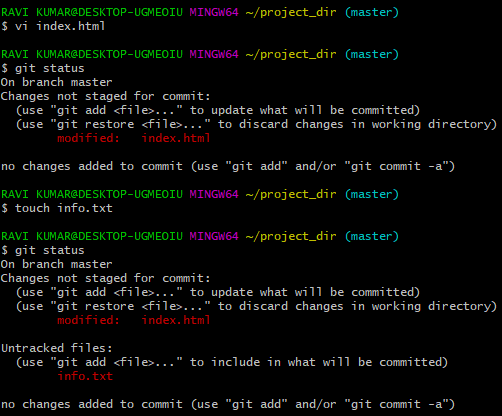 RAVI KUMAR@DESKTOP-UGMEOIU MINGW64 ~/project_dir (master)
$ vi index.html
RAVI KUMAR@DESKTOP-UGMEOIU MINGW64 ~/project_dir (master)
$ git status
On branch master
Changes not staged for commit:
  (use "git add <file>..." to update what will be committed)
  (use "git restore <file>..." to discard changes in working directory)
        modified:   index.html
no changes added to commit (use "git add" and/or "git commit -a")
RAVI KUMAR@DESKTOP-UGMEOIU MINGW64 ~/project_dir (master)
$ touch info.txt
RAVI KUMAR@DESKTOP-UGMEOIU MINGW64 ~/project_dir (master)
$ git status
On branch master
Changes not staged for commit:
  (use "git add <file>..." to update what will be committed)
  (use "git restore <file>..." to discard changes in working directory)
        modified:   index.html
Untracked files:
  (use "git add <file>..." to include in what will be committed)
        info.txt
no changes added to commit (use "git add" and/or "git commit -a")